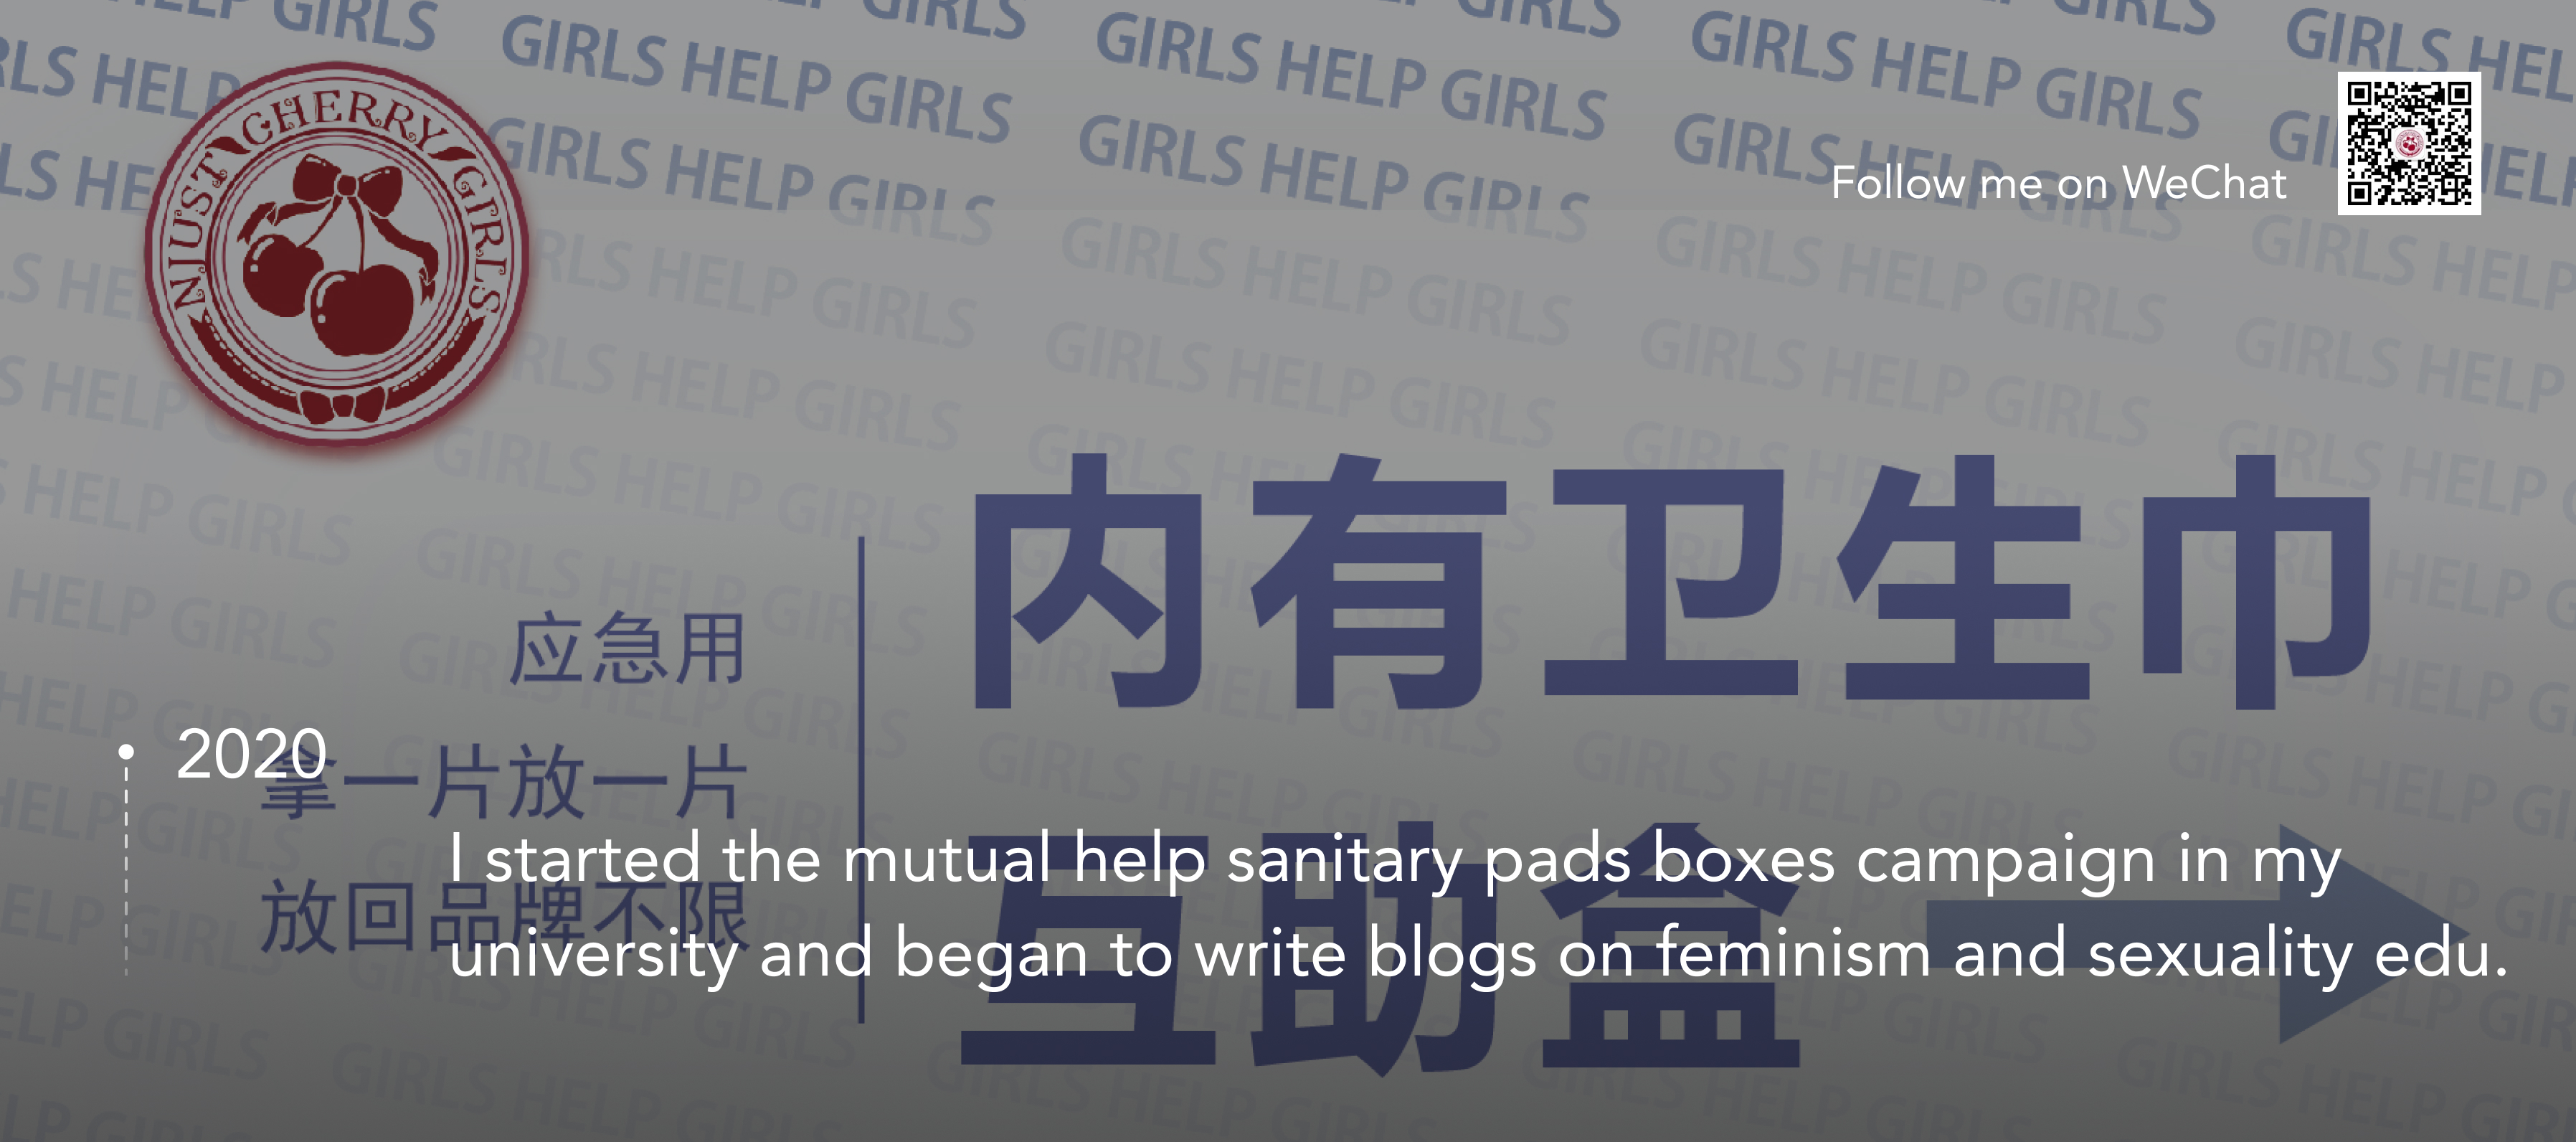 GIRLS HELP GIRLS
NJUST CHERRY GIRLS
Follow me on WeChat
内有卫生巾
互助盒
应急用
拿一片放一片
放回品牌不限
2020
I started the mutual help sanitary pads boxes campaign in my
university and began to write blogs on feminism and sexuality edu.